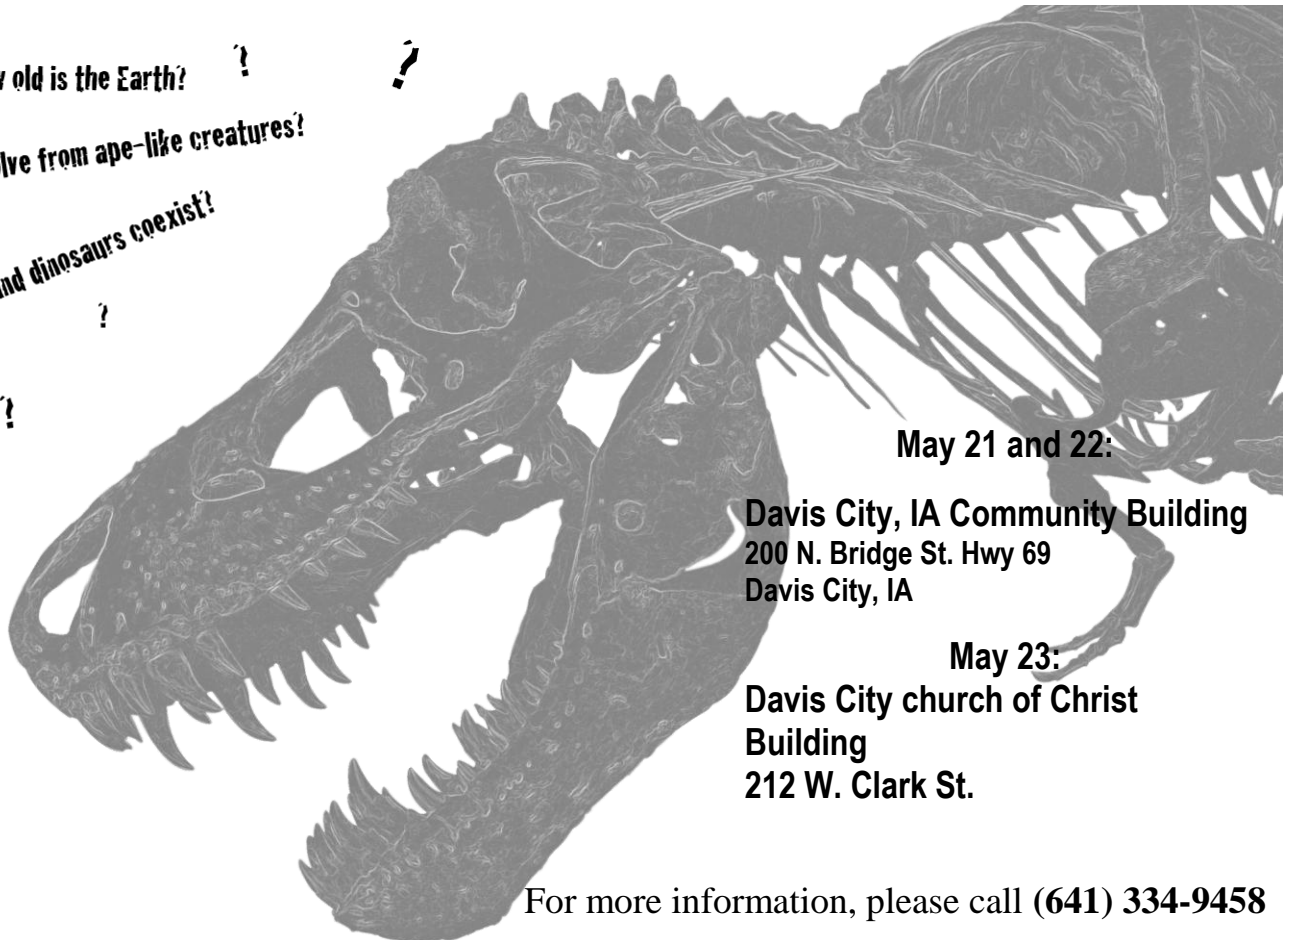 old is the Earth?
?
?
from ape-like creatures?
dinosaurs coexist?
?
?
May 21 and 22:
Davis City, IA Community Building
200 N. Bridge St. Hwy 69
Davis City, IA
May 23:
Davis City church of Christ
Building
212 W. Clark St.
For more information, please call (641) 334-9458